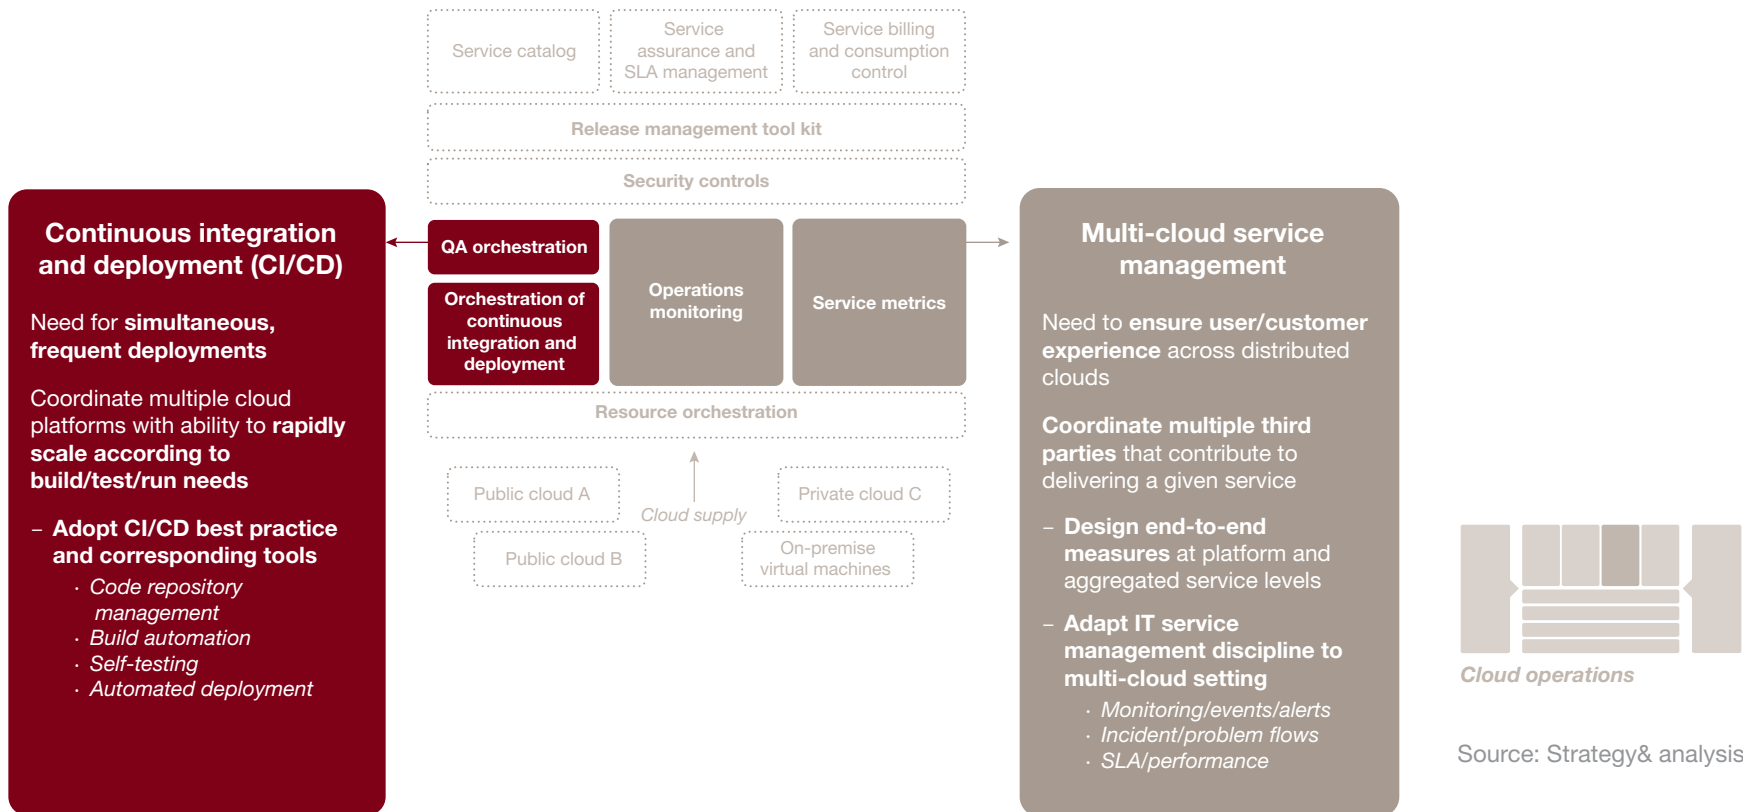 Service catalog
Service
assurance and
SLA management
Service billing
and consumption
control
Release management tool kit
Security controls
Continuous integration
and deployment (CI/CD)
Need for simultaneous,
frequent deployments
Coordinate multiple cloud
platforms with ability to rapidly
scale according to
build/test/run needs
– Adopt CI/CD best practice
and corresponding tools
· Code repository
management
· Build automation
· Self-testing
· Automated deployment
QA orchestration
Orchestration of
continuous
integration and
deployment
Operations
monitoring
Service metrics
Resource orchestration
Public cloud A
Public cloud B
Cloud supply
Private cloud C
On-premise
virtual machines
Multi-cloud service
management
Need to ensure user/customer
experience across distributed
clouds
Coordinate multiple third
parties that contribute to
delivering a given service
– Design end-to-end
measures at platform and
aggregated service levels
– Adapt IT service
management discipline to
multi-cloud setting
· Monitoring/events/alerts
· Incident/problem flows
· SLA/performance
Cloud operations
Source: Strategy& analysis